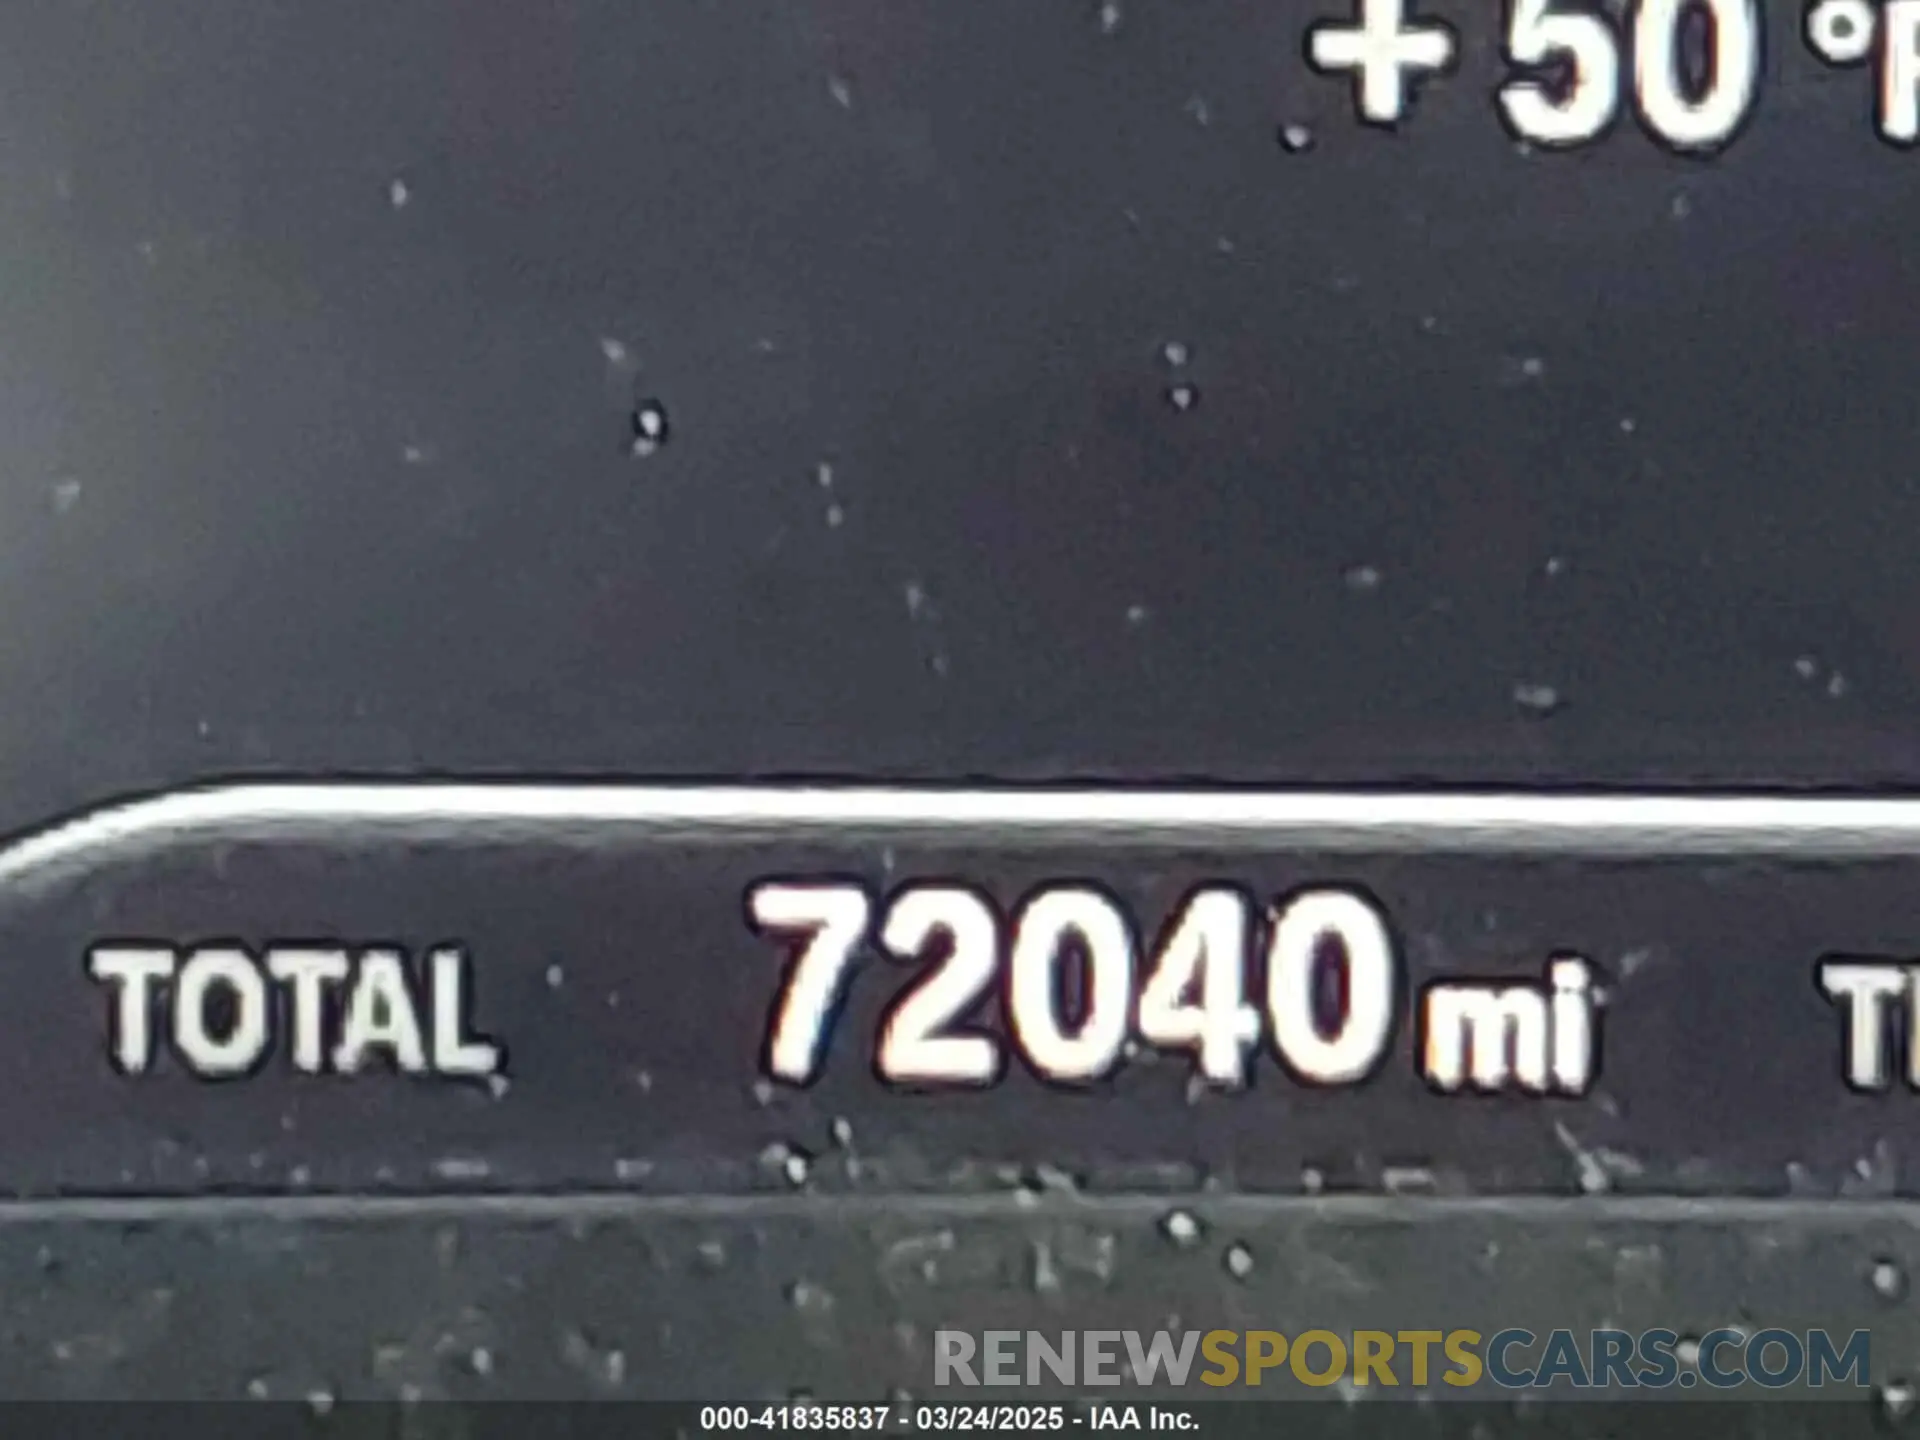 +50 °F
TOTAL 72040 mi
RENEWSPORTSCARS.COM
000-41835837 - 03/24/2025 - IAA Inc.